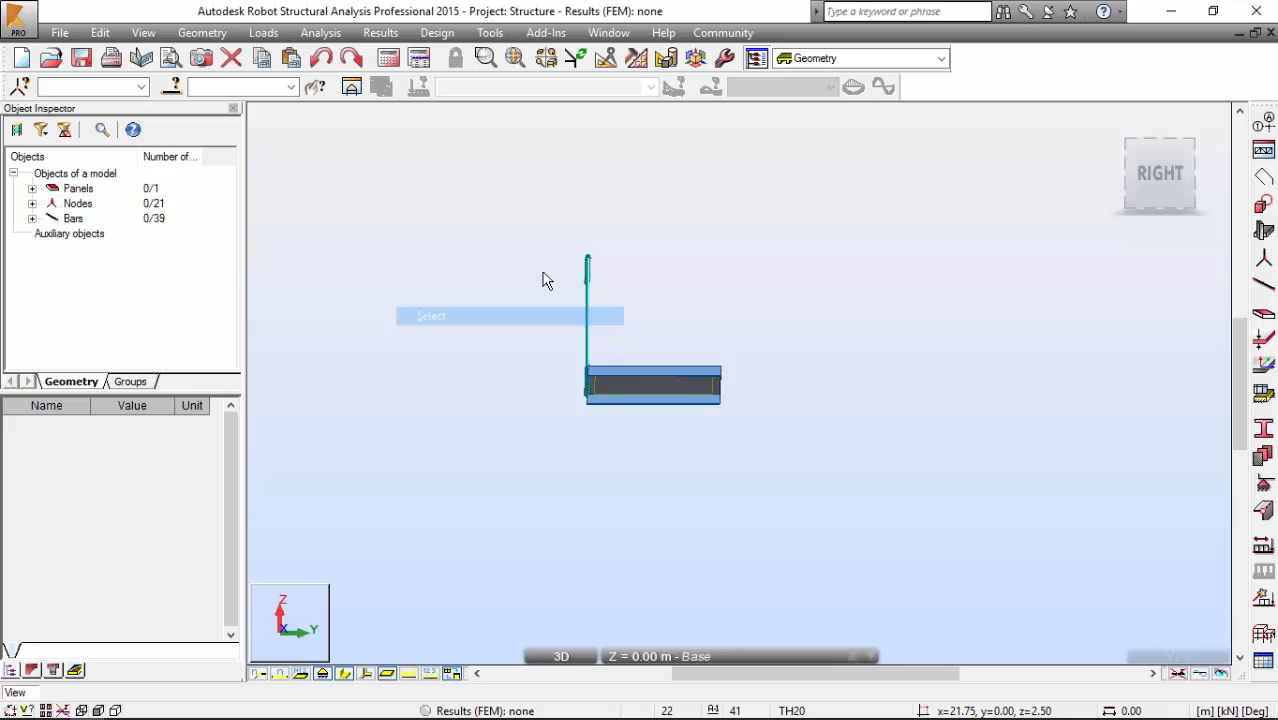 Autodesk Robot Structural Analysis Professional 2015 - Project: Structure - Results (FEM): none
Type a keyword or phrase
PRO
File Edit View Geometry Loads Analysis Results Design Tools Add-Ins Window Help Community
Geometry
Object Inspector
Objects Number of...
Objects of a model
Panels 0/1
Nodes 0/21
Bars 0/39
Auxiliary objects
Geometry Groups
Name Value Unit
Select
RIGHT
Z
X Y
3D Z = 0.00 m - Base
View
View
Results (FEM): none 22 41 TH20 x=21.75, y=0.00, z=2.50 0.00 [m] [kN] [Deg]